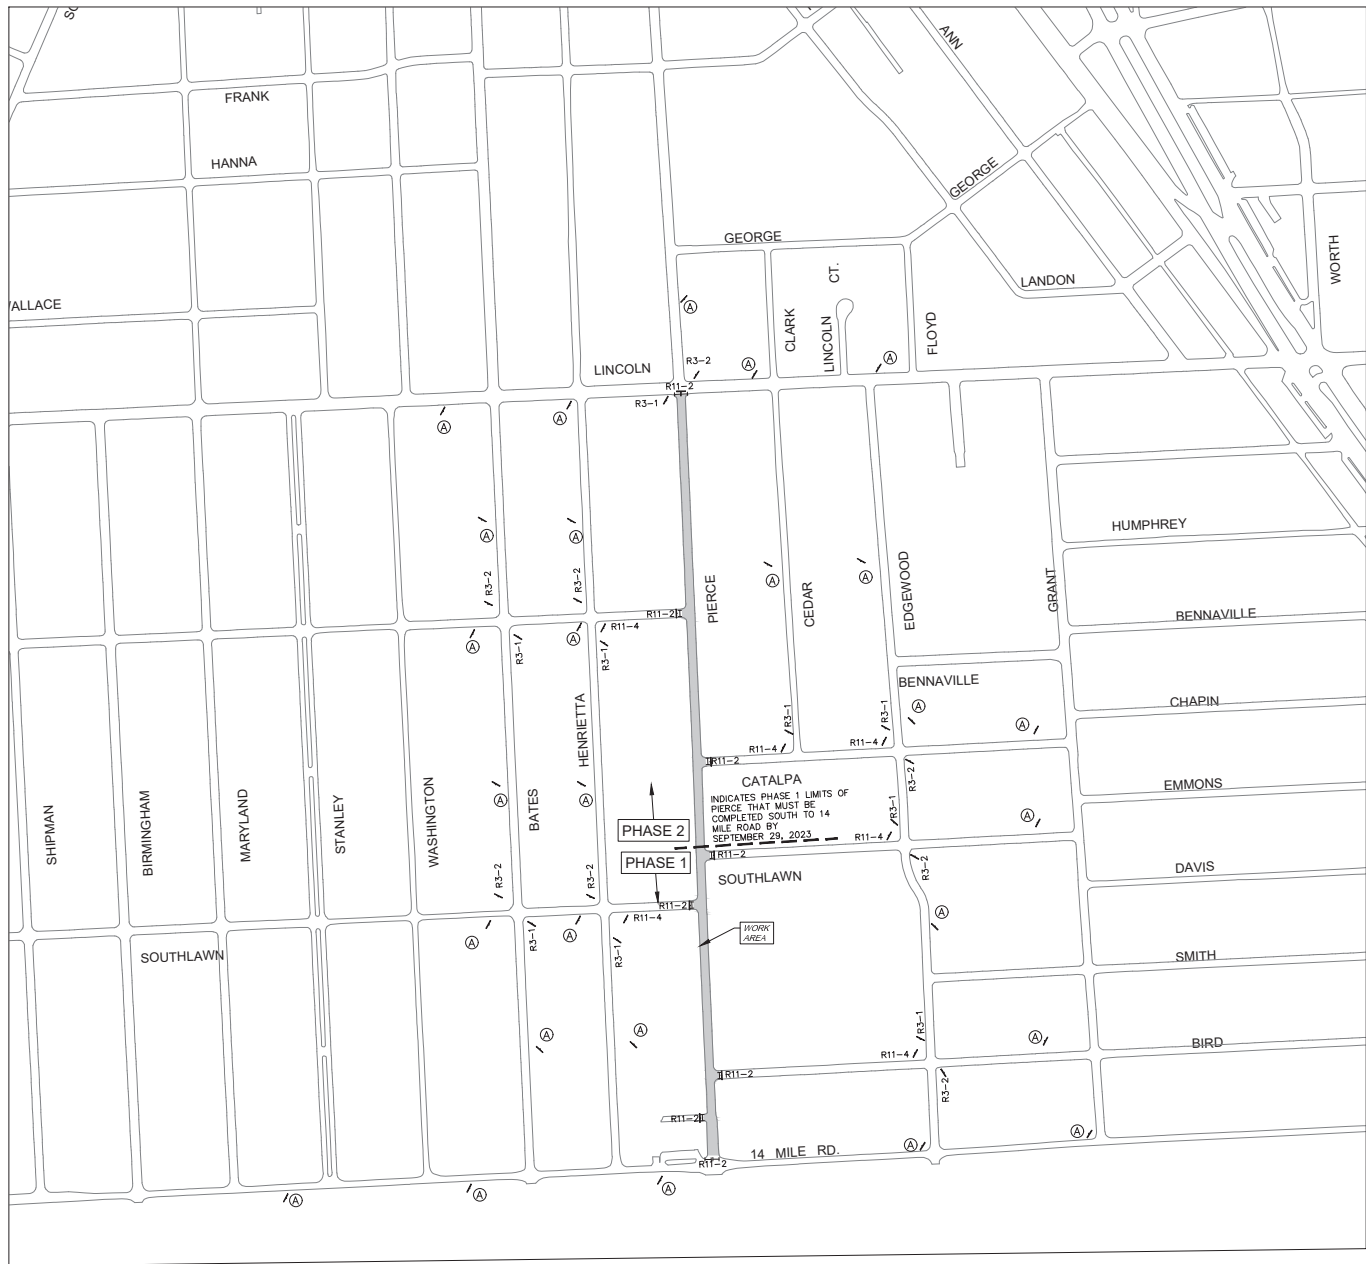 SO
ANN
FRANK
HANNA
GEORGE
GEORGE
WORTH
LANDON
CT.
A
ALLACE
CLARK
LINCOLN
FLOYD
R3-2
A
A
LINCOLN
R11-2
R3-1
A
A
A
A
HUMPHREY
A
A
R3-2
R3-2
PIERCE
CEDAR
EDGEWOOD
GRANT
R11-2
BENNAVILLE
R11-4
A
A
R3-1
R3-1
BENNAVILLE
CHAPIN
A
A
HENRIETTA
R3-1
R3-1
R11-4
R11-4
R11-2
R3-2
CATALPA
EMMONS
INDICATES PHASE 1 LIMITS OF
PIERCE THAT MUST BE
COMPLETED SOUTH TO 14
MILE ROAD BY
SEPTEMBER 29, 2023
A
A
R3-1
A
SHIPMAN
BIRMINGHAM
MARYLAND
STANLEY
WASHINGTON
BATES
PHASE 2
R11-4
R11-2
PHASE 1
R3-2
DAVIS
R3-2
R3-2
SOUTHLAWN
R11-2
R11-4
A
WORK
AREA
R3-1
A
A
R3-1
SOUTHLAWN
SMITH
A
A
R3-1
A
BIRD
R11-4
R11-2
R3-2
R11-2
A
A
14 MILE RD.
R11-2
A
A
A